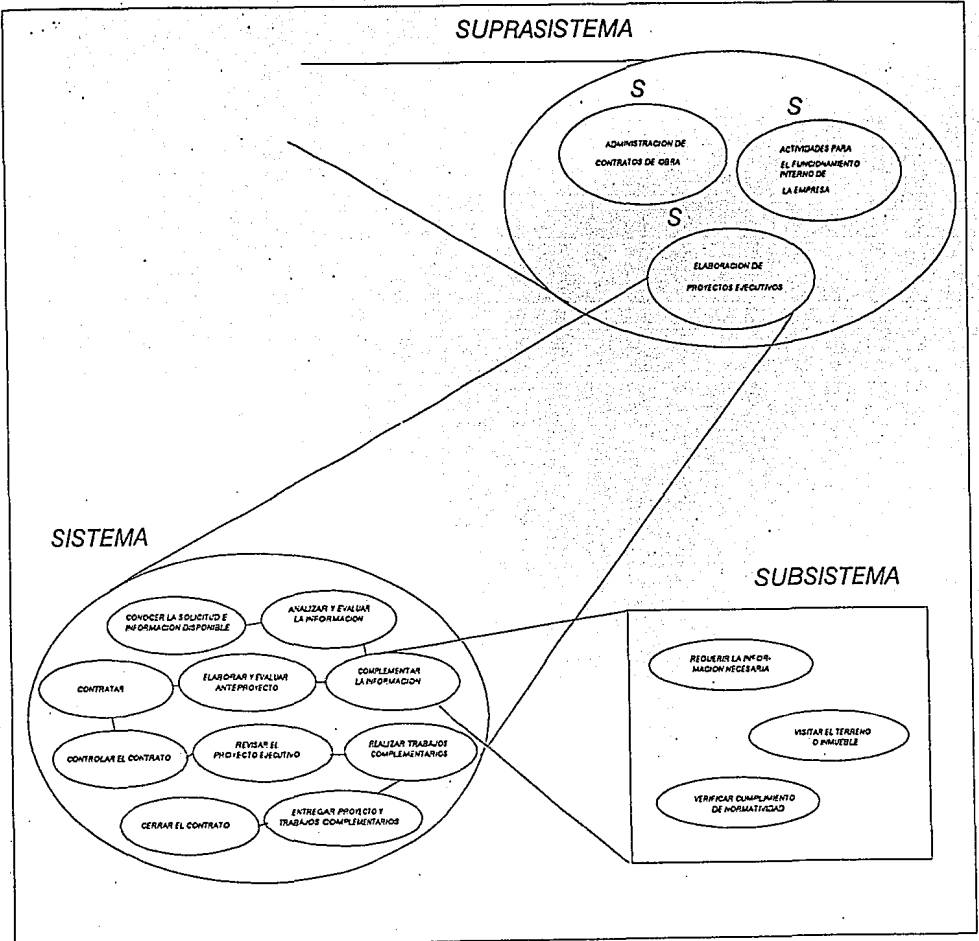 SUPRASISTEMA
S
S
ADMINISTRACION DE
CONTRATOS DE OBRA
ACTIVIDADES PARA
EL FUNCIONAMIENTO
INTERNO DE
LA EMPRESA
S
ELABORACION DE
PROYECTOS EJECUTIVOS
SISTEMA
CONOCER LA SOLICITUD E
INFORMACION DISPONIBLE
ANALIZAR Y EVALUAR
LA INFORMACION
CONTRATAR
ELABORAR Y EVALUAR
ANTEPROYECTO
COMPLEMENTAR
LA INFORMACION
CONTROLAR EL CONTRATO
REVISAR EL
PROYECTO EJECUTIVO
REALIZAR TRABAJOS
COMPLEMENTARIOS
CERRAR EL CONTRATO
ENTREGAR PROYECTO Y
TRABAJOS COMPLEMENTARIOS
SUBSISTEMA
REQUERIR LA INFOR-
MACION NECESARIA
VISITAR EL TERRENO
O INMUEBLE
VERIFICAR CUMPLIMIENTO
DE NORMATIVIDAD